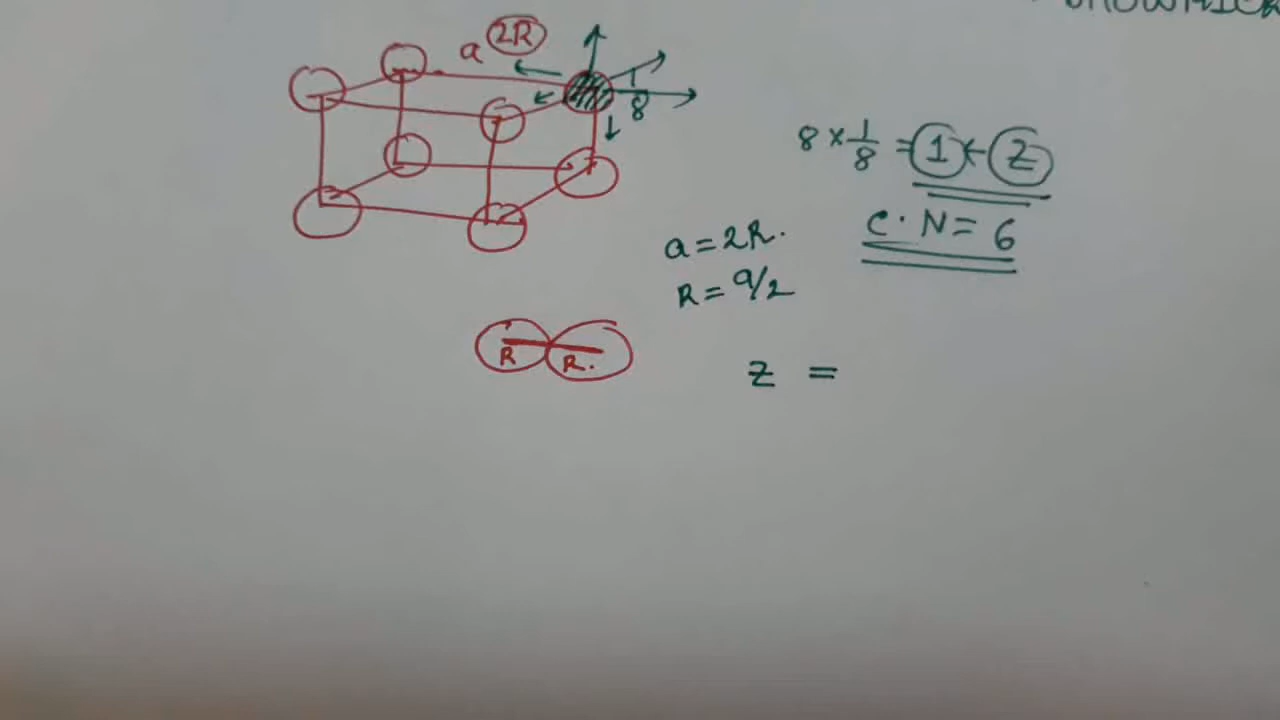 a 2R
1
8
8 × 1/8 = 1 ← Z
C. N = 6
a = 2R.
R = a/2
R R.
Z =